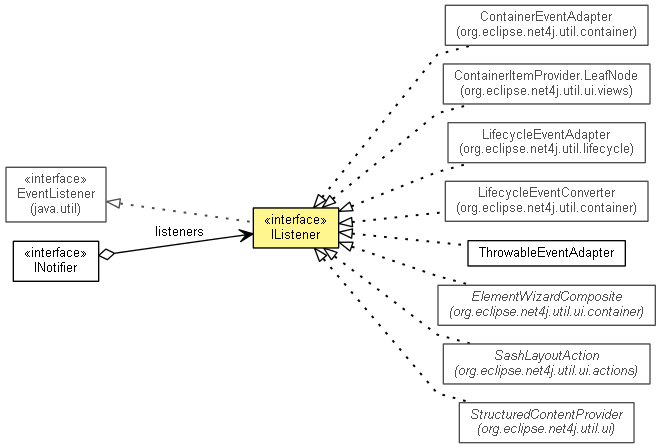 ContainerEventAdapter
(org.eclipse.net4j.util.container)
ContainerItemProvider.LeafNode
(org.eclipse.net4j.util.ui.views)
LifecycleEventAdapter
(org.eclipse.net4j.util.lifecycle)
«interface»
EventListener
(java.util)
LifecycleEventConverter
(org.eclipse.net4j.util.container)
«interface»
IListener
listeners
«interface»
INotifier
ThrowableEventAdapter
ElementWizardComposite
(org.eclipse.net4j.util.ui.container)
SashLayoutAction
(org.eclipse.net4j.util.ui.actions)
StructuredContentProvider
(org.eclipse.net4j.util.ui)